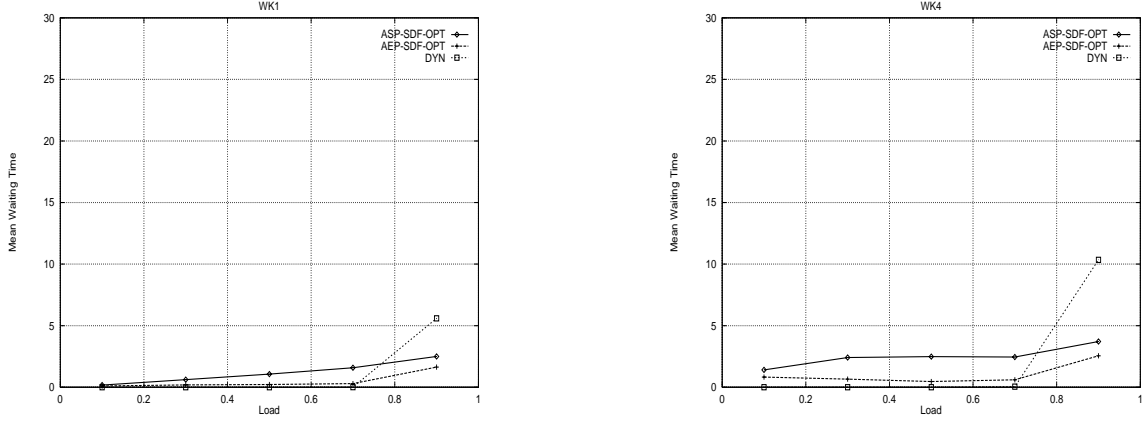 WK1
30
25
20
15
10
5
0
0
0.2
0.4
0.6
0.8
1
Mean Waiting Time
Load
ASP-SDF-OPT
AEP-SDF-OPT
DYN
WK4
30
25
20
15
10
5
0
0
0.2
0.4
0.6
0.8
1
Mean Waiting Time
Load
ASP-SDF-OPT
AEP-SDF-OPT
DYN